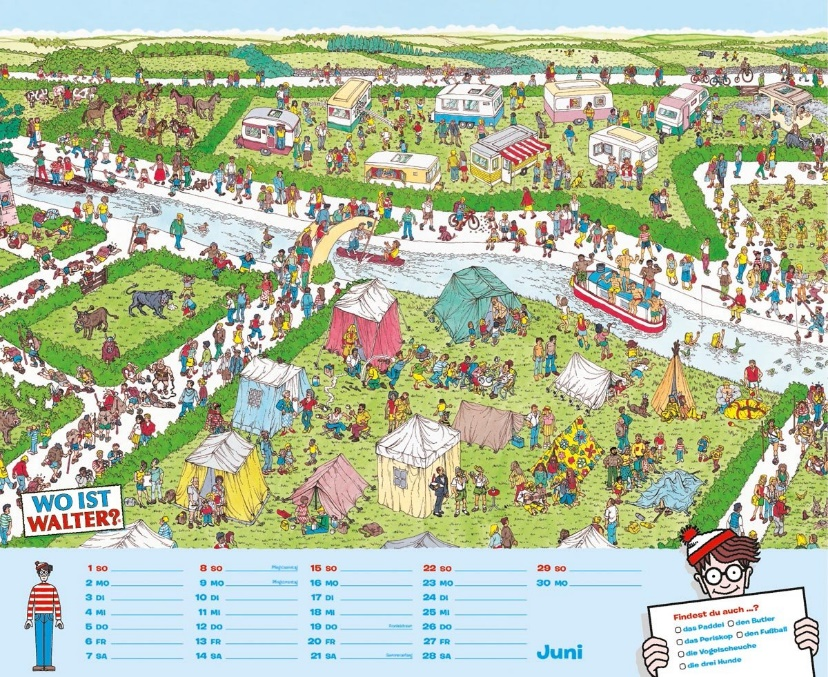 WO IST
WALTER?
1 SO
2 MO
3 DI
4 MI
5 DO
6 FR
7 SA
8 SO
9 MO
10 DI
11 MI
12 DO
13 FR
14 SA
15 SO
16 MO
17 DI
18 MI
19 DO
20 FR
21 SA
22 SO
23 MO
24 DI
25 MI
26 DO
27 FR
28 SA
29 SO
30 MO
Juni
Findest du auch ...?
das Paddel den Butler
das Periskop den Fußball
die Vogelscheuche
die drei Hunde